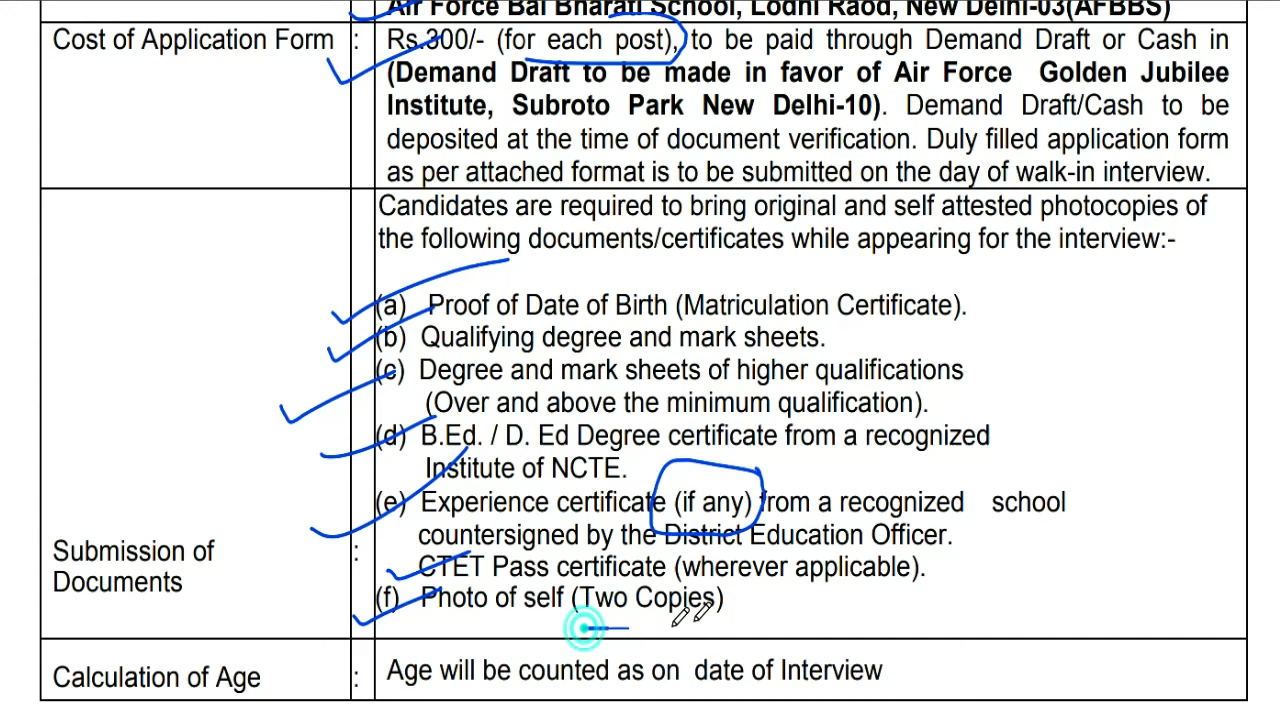 Air Force Bal Bharati School, Lodhi Raod, New Delhi-03(AFBBS)
Cost of Application Form : Rs.300/- (for each post), to be paid through Demand Draft or Cash in
(Demand Draft to be made in favor of Air Force Golden Jubilee
Institute, Subroto Park New Delhi-10). Demand Draft/Cash to be
deposited at the time of document verification. Duly filled application form
as per attached format is to be submitted on the day of walk-in interview.
Candidates are required to bring original and self attested photocopies of
the following documents/certificates while appearing for the interview:-
(a) Proof of Date of Birth (Matriculation Certificate).
(b) Qualifying degree and mark sheets.
(c) Degree and mark sheets of higher qualifications
(Over and above the minimum qualification).
(d) B.Ed. / D. Ed Degree certificate from a recognized
Institute of NCTE.
(e) Experience certificate (if any) from a recognized school
countersigned by the District Education Officer.
Submission of
Documents :
CTET Pass certificate (wherever applicable).
(f) Photo of self (Two Copies)
Calculation of Age : Age will be counted as on date of Interview